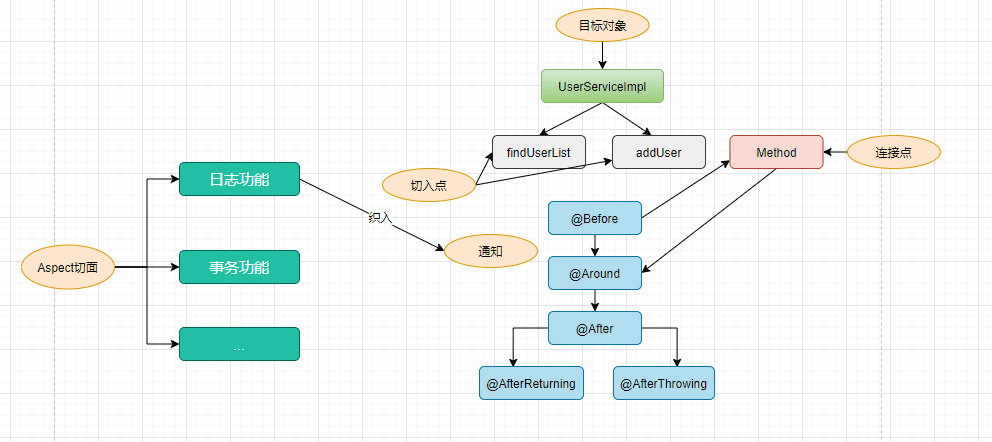 目标对象
UserServiceImpl
findUserList
addUser
Method
连接点
切入点
日志功能
织入
@Before
通知
Aspect切面
事务功能
@Around
@After
...
@AfterReturning
@AfterThrowing